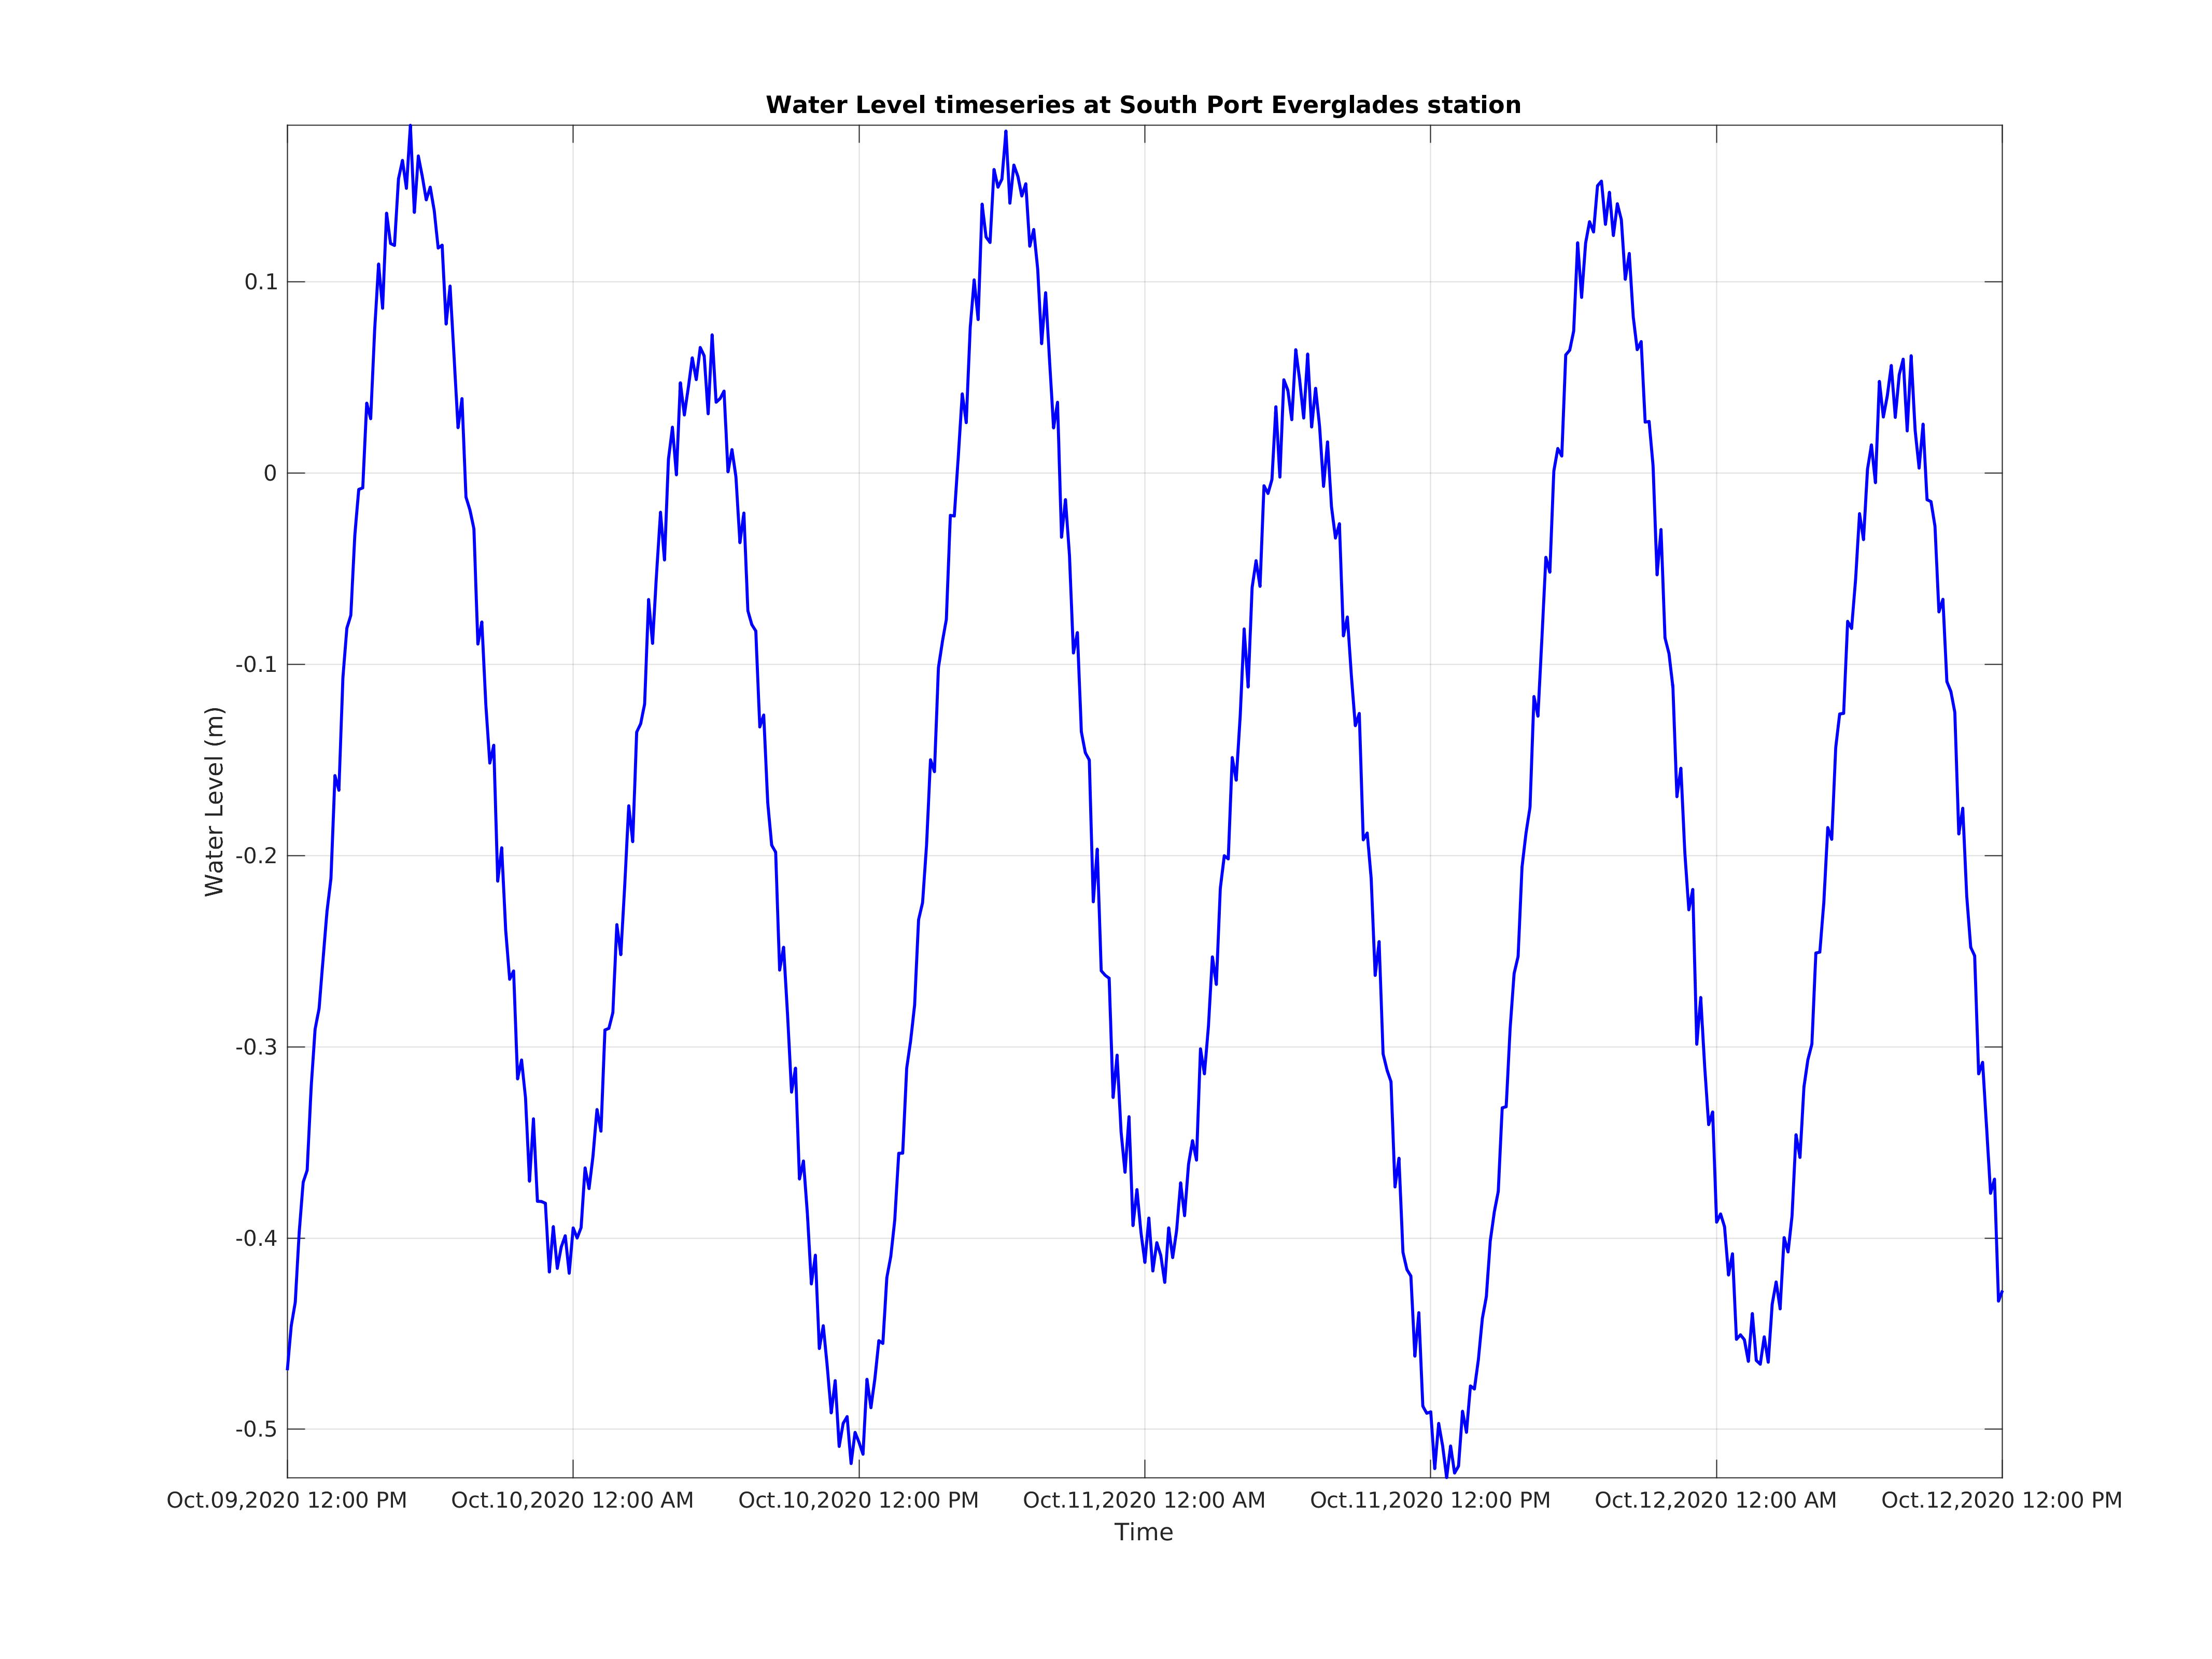 Water Level timeseries at South Port Everglades station
0.1
0
-0.1
-0.2
-0.3
-0.4
-0.5
Water Level (m)
Oct.09,2020 12:00 PM Oct.10,2020 12:00 AM Oct.10,2020 12:00 PM Oct.11,2020 12:00 AM Oct.11,2020 12:00 PM Oct.12,2020 12:00 AM Oct.12,2020 12:00 PM
Time